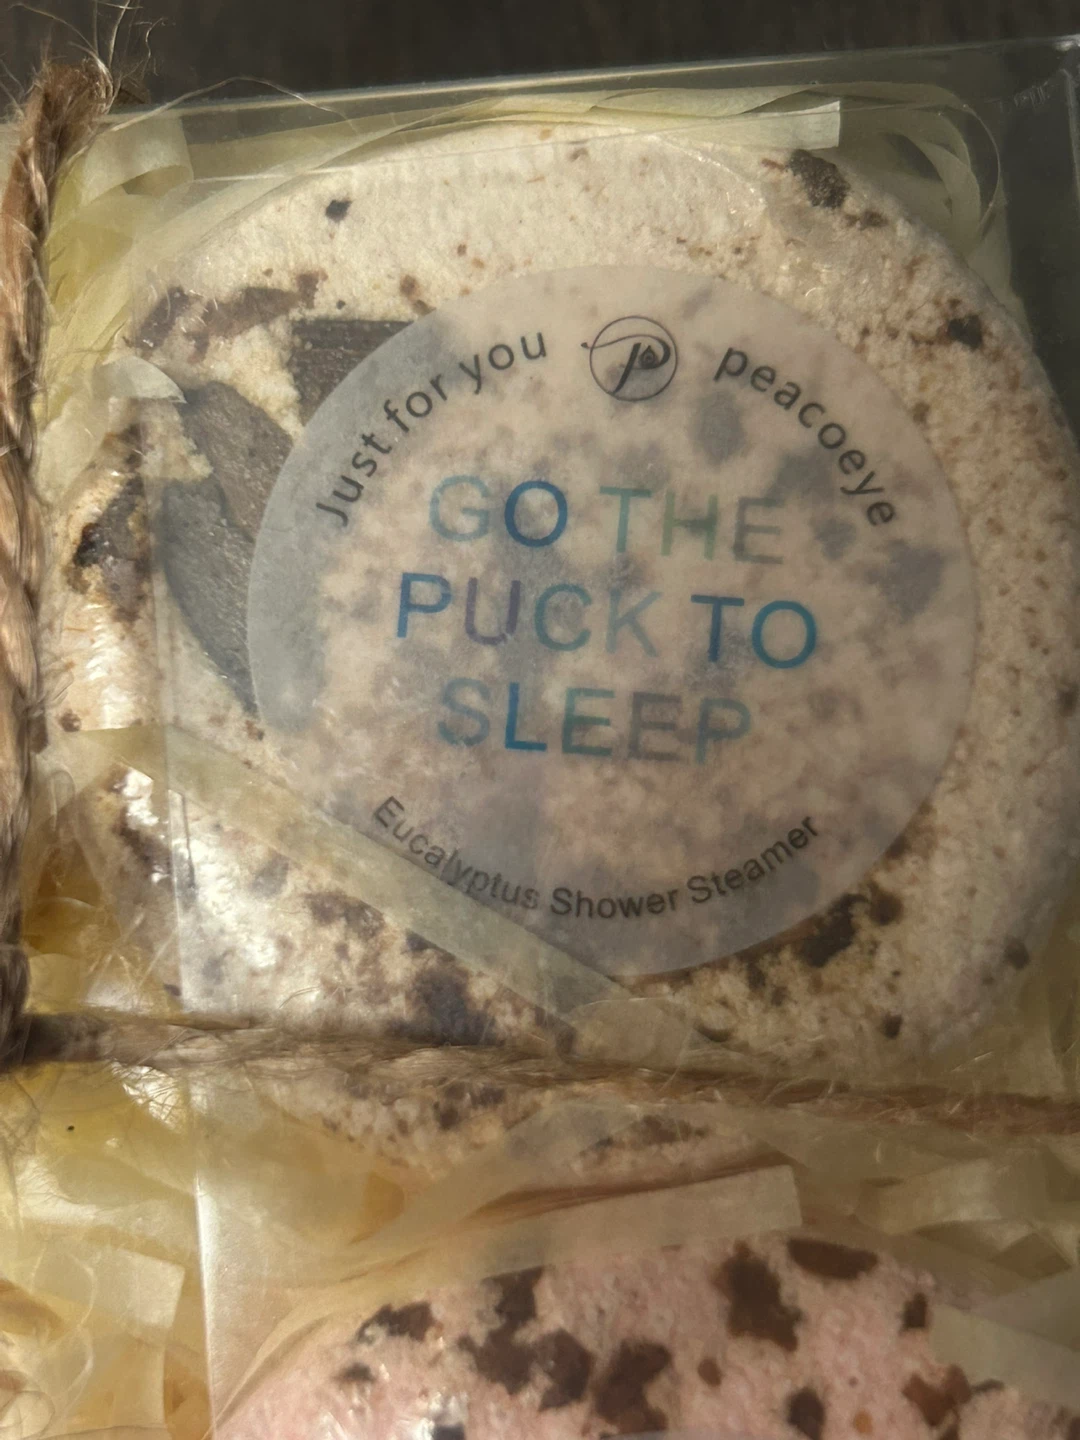 Just for you peacoeye
GO THE
PUCK TO
SLEEP
Eucalyptus Shower Steamer